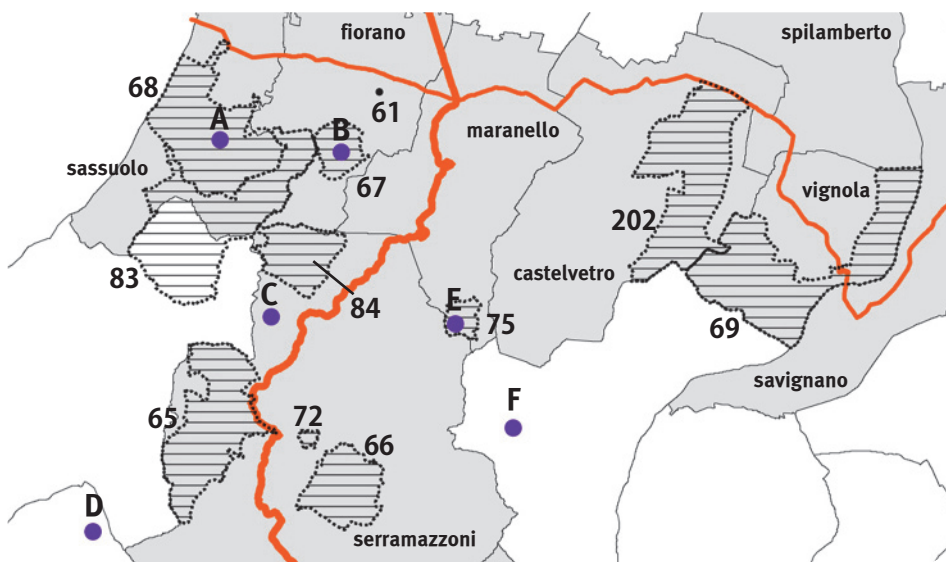 fiorano
spilamberto
68
61
A
B
maranello
sassuolo
67
vignola
202
83
castelvetro
84
C
E
75
69
savignano
65
72
F
66
D
serramazzoni